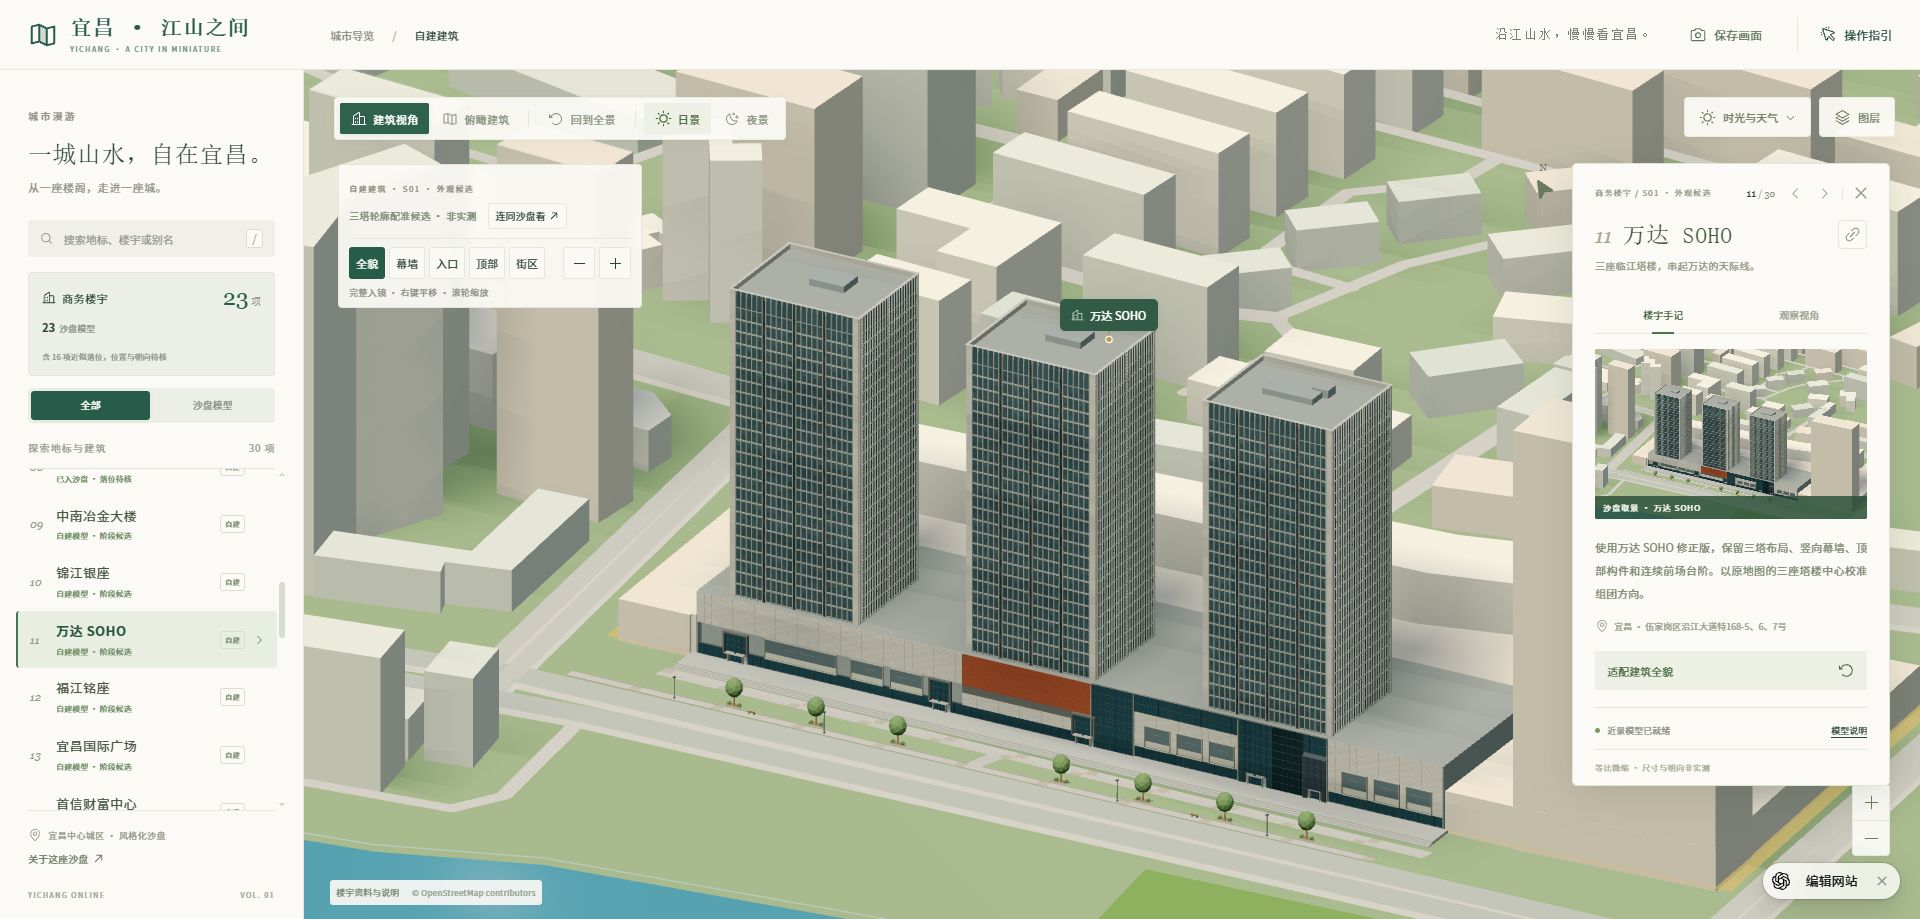 宜昌 • 江山之间
YICHANG • A CITY IN MINIATURE
城市导览 / 自建建筑
沿江山水，慢慢看宜昌。
保存画面
操作指引
城市漫游
一城山水，自在宜昌。
从一座楼阁，走进一座城。
搜索地标、楼宇或别名 /
商务楼宇 23 项
23 沙盘模型
含 16 项近似落位，位置与朝向待核
全部 沙盘模型
探索地标与建筑 30 项
已入沙盘 • 落位待核
09 中南冶金大楼 自建
自建模型 • 阶段候选
10 锦江银座 自建
自建模型 • 阶段候选
11 万达 SOHO 自建
自建模型 • 阶段候选
12 福江铭座 自建
自建模型 • 阶段候选
13 宜昌国际广场 自建
自建模型 • 阶段候选
首信财富中心
宜昌中心城区 • 风格化沙盘
关于这座沙盘
YICHANG ONLINE VOL. 01
建筑视角 俯瞰建筑 回到全景 日景 夜景
自建建筑 • S01 • 外观候选
三塔轮廓配准候选 • 非实测 连同沙盘看
全貌 幕墙 入口 顶部 街区 − +
完整入镜 • 右键平移 • 滚轮缩放
万达 SOHO
时光与天气
图层
N
商务楼宇 / S01 • 外观候选 11 / 30
11 万达 SOHO
三座临江塔楼，串起万达的天际线。
楼宇手记 观察视角
沙盘取景 • 万达 SOHO
使用万达 SOHO 修正版，保留三塔布局、竖向幕墙、顶
部构件和连续前场台阶。以原地图的三座塔楼中心校准
组团方向。
宜昌 • 伍家岗区沿江大道特168-5、6、7号
适配建筑全貌
近景模型已就绪 模型说明
等比微缩 • 尺寸与朝向非实测
+
−
楼宇资料与说明 © OpenStreetMap contributors
编辑网站